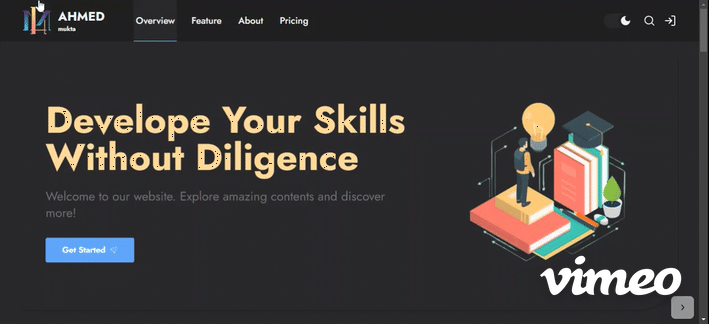 AHMED
mukta
Overview Feature About Pricing
Develope Your Skills
Without Diligence
Welcome to our website. Explore amazing contents and discover
more!
Get Started
vimeo